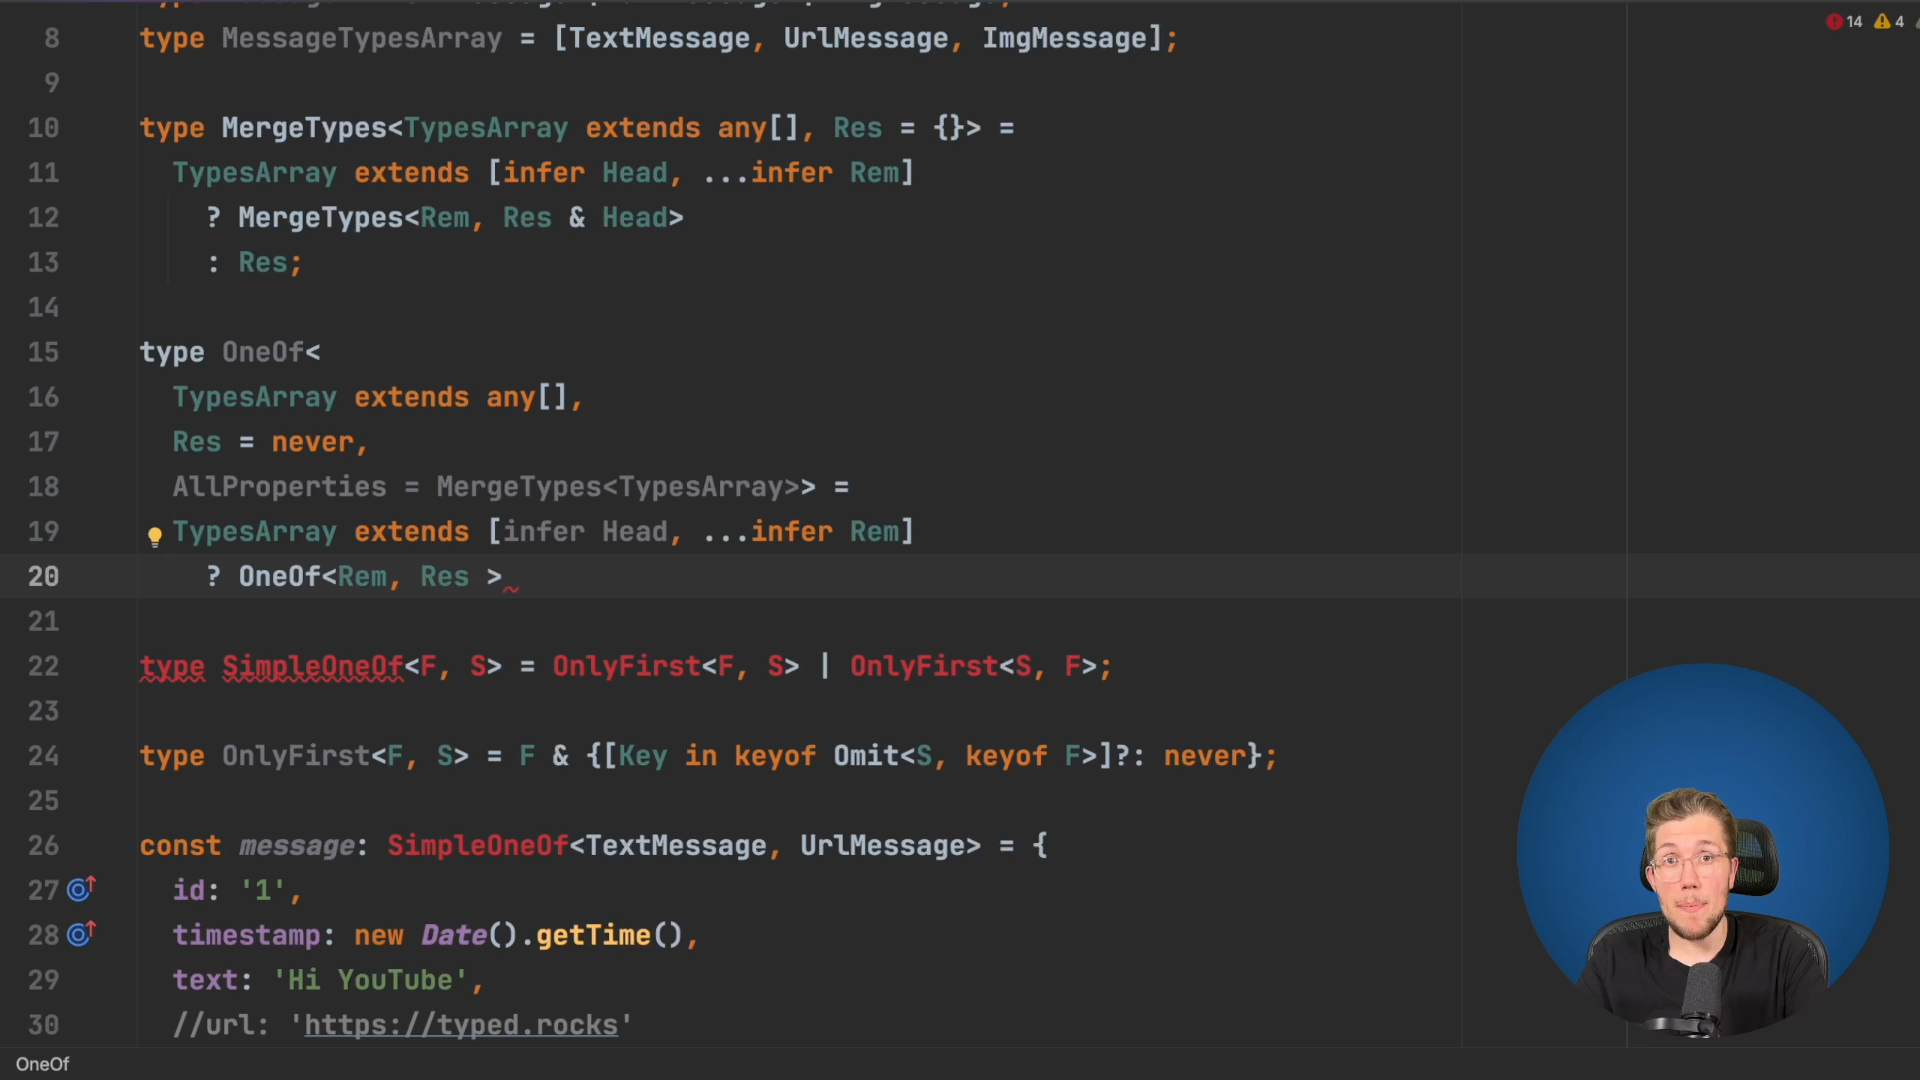 14 4
8 type MessageTypesArray = [TextMessage, UrlMessage, ImgMessage];
9
10 type MergeTypes<TypesArray extends any[], Res = {}> =
11 TypesArray extends [infer Head, ...infer Rem]
12 ? MergeTypes<Rem, Res & Head>
13 : Res;
14
15 type OneOf<
16 TypesArray extends any[],
17 Res = never,
18 AllProperties = MergeTypes<TypesArray>> =
19 TypesArray extends [infer Head, ...infer Rem]
20 ? OneOf<Rem, Res >
21
22 type SimpleOneOf<F, S> = OnlyFirst<F, S> | OnlyFirst<S, F>;
23
24 type OnlyFirst<F, S> = F & {[Key in keyof Omit<S, keyof F>]?: never};
25
26 const message: SimpleOneOf<TextMessage, UrlMessage> = {
27 id: '1',
28 timestamp: new Date().getTime(),
29 text: 'Hi YouTube',
30 //url: 'https://typed.rocks'
OneOf